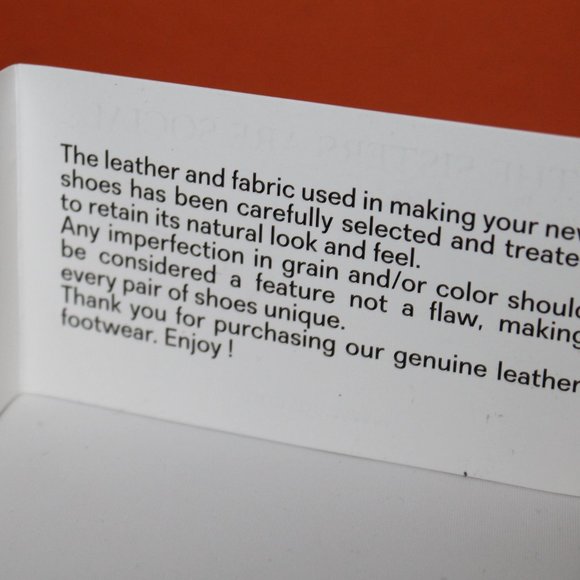 The leather and fabric used in making your new
shoes has been carefully selected and treate
to retain its natural look and feel.
Any imperfection in grain and/or color should
be considered a feature not a flaw, making
every pair of shoes unique.
Thank you for purchasing our genuine leather
footwear. Enjoy !